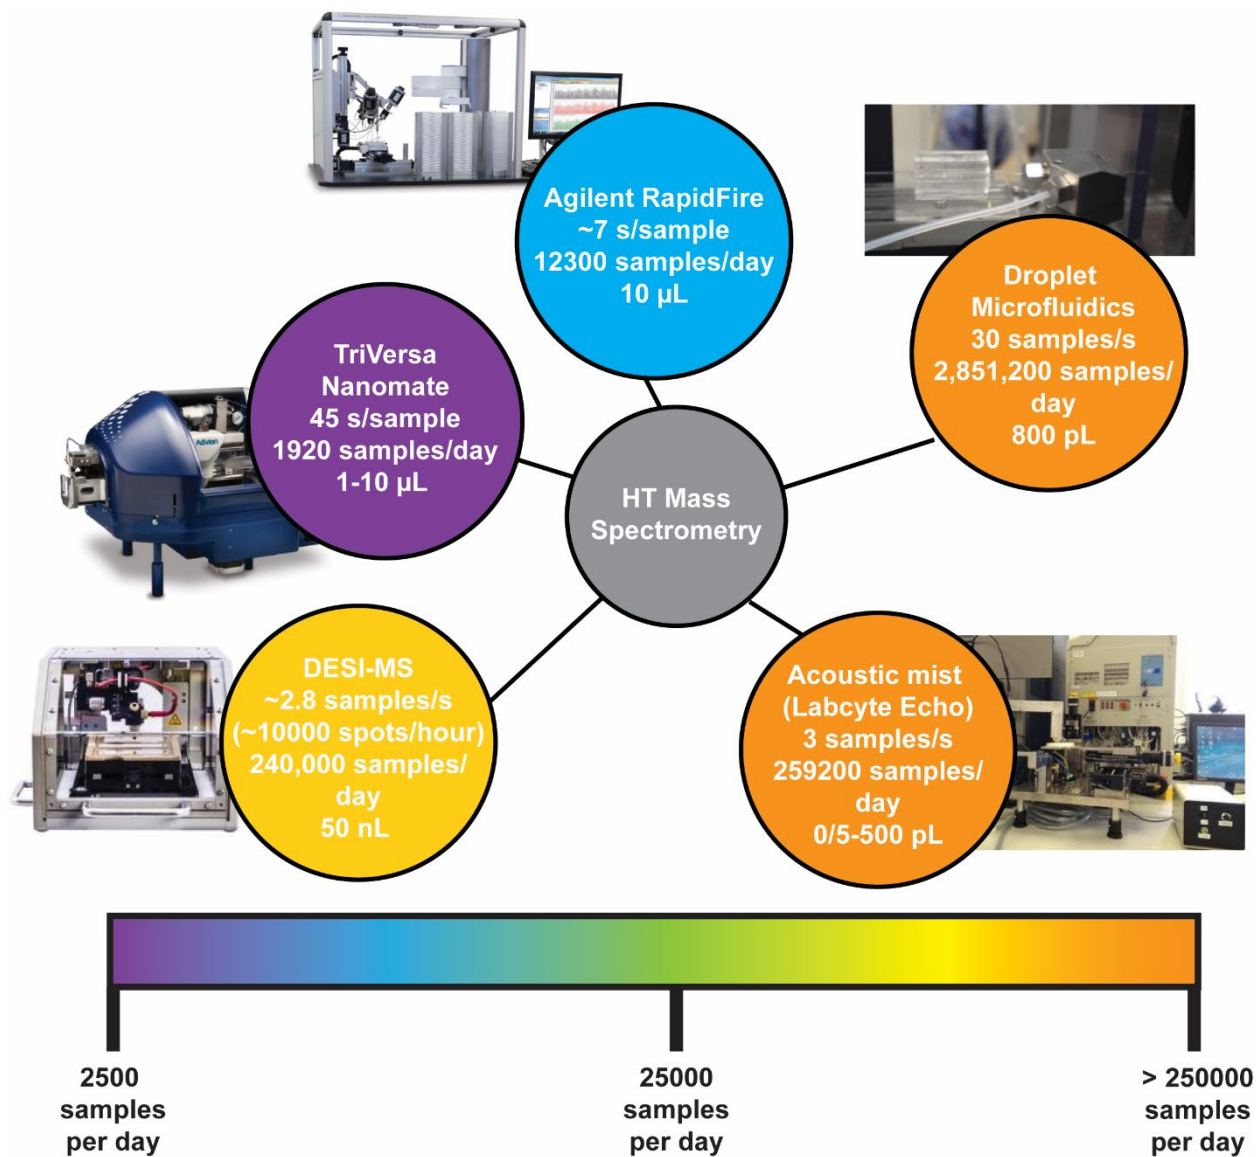 Agilent RapidFire
~7 s/sample
12300 samples/day
10 µL
Droplet
Microfluidics
30 samples/s
2,851,200 samples/
day
800 pL
TriVersa
Nanomate
45 s/sample
1920 samples/day
1-10 µL
Advion
HT Mass
Spectrometry
DESI-MS
~2.8 samples/s
(~10000 spots/hour)
240,000 samples/
day
50 nL
Acoustic mist
(Labcyte Echo)
3 samples/s
259200 samples/
day
0/5-500 pL
2500
samples
per day
25000
samples
per day
> 250000
samples
per day